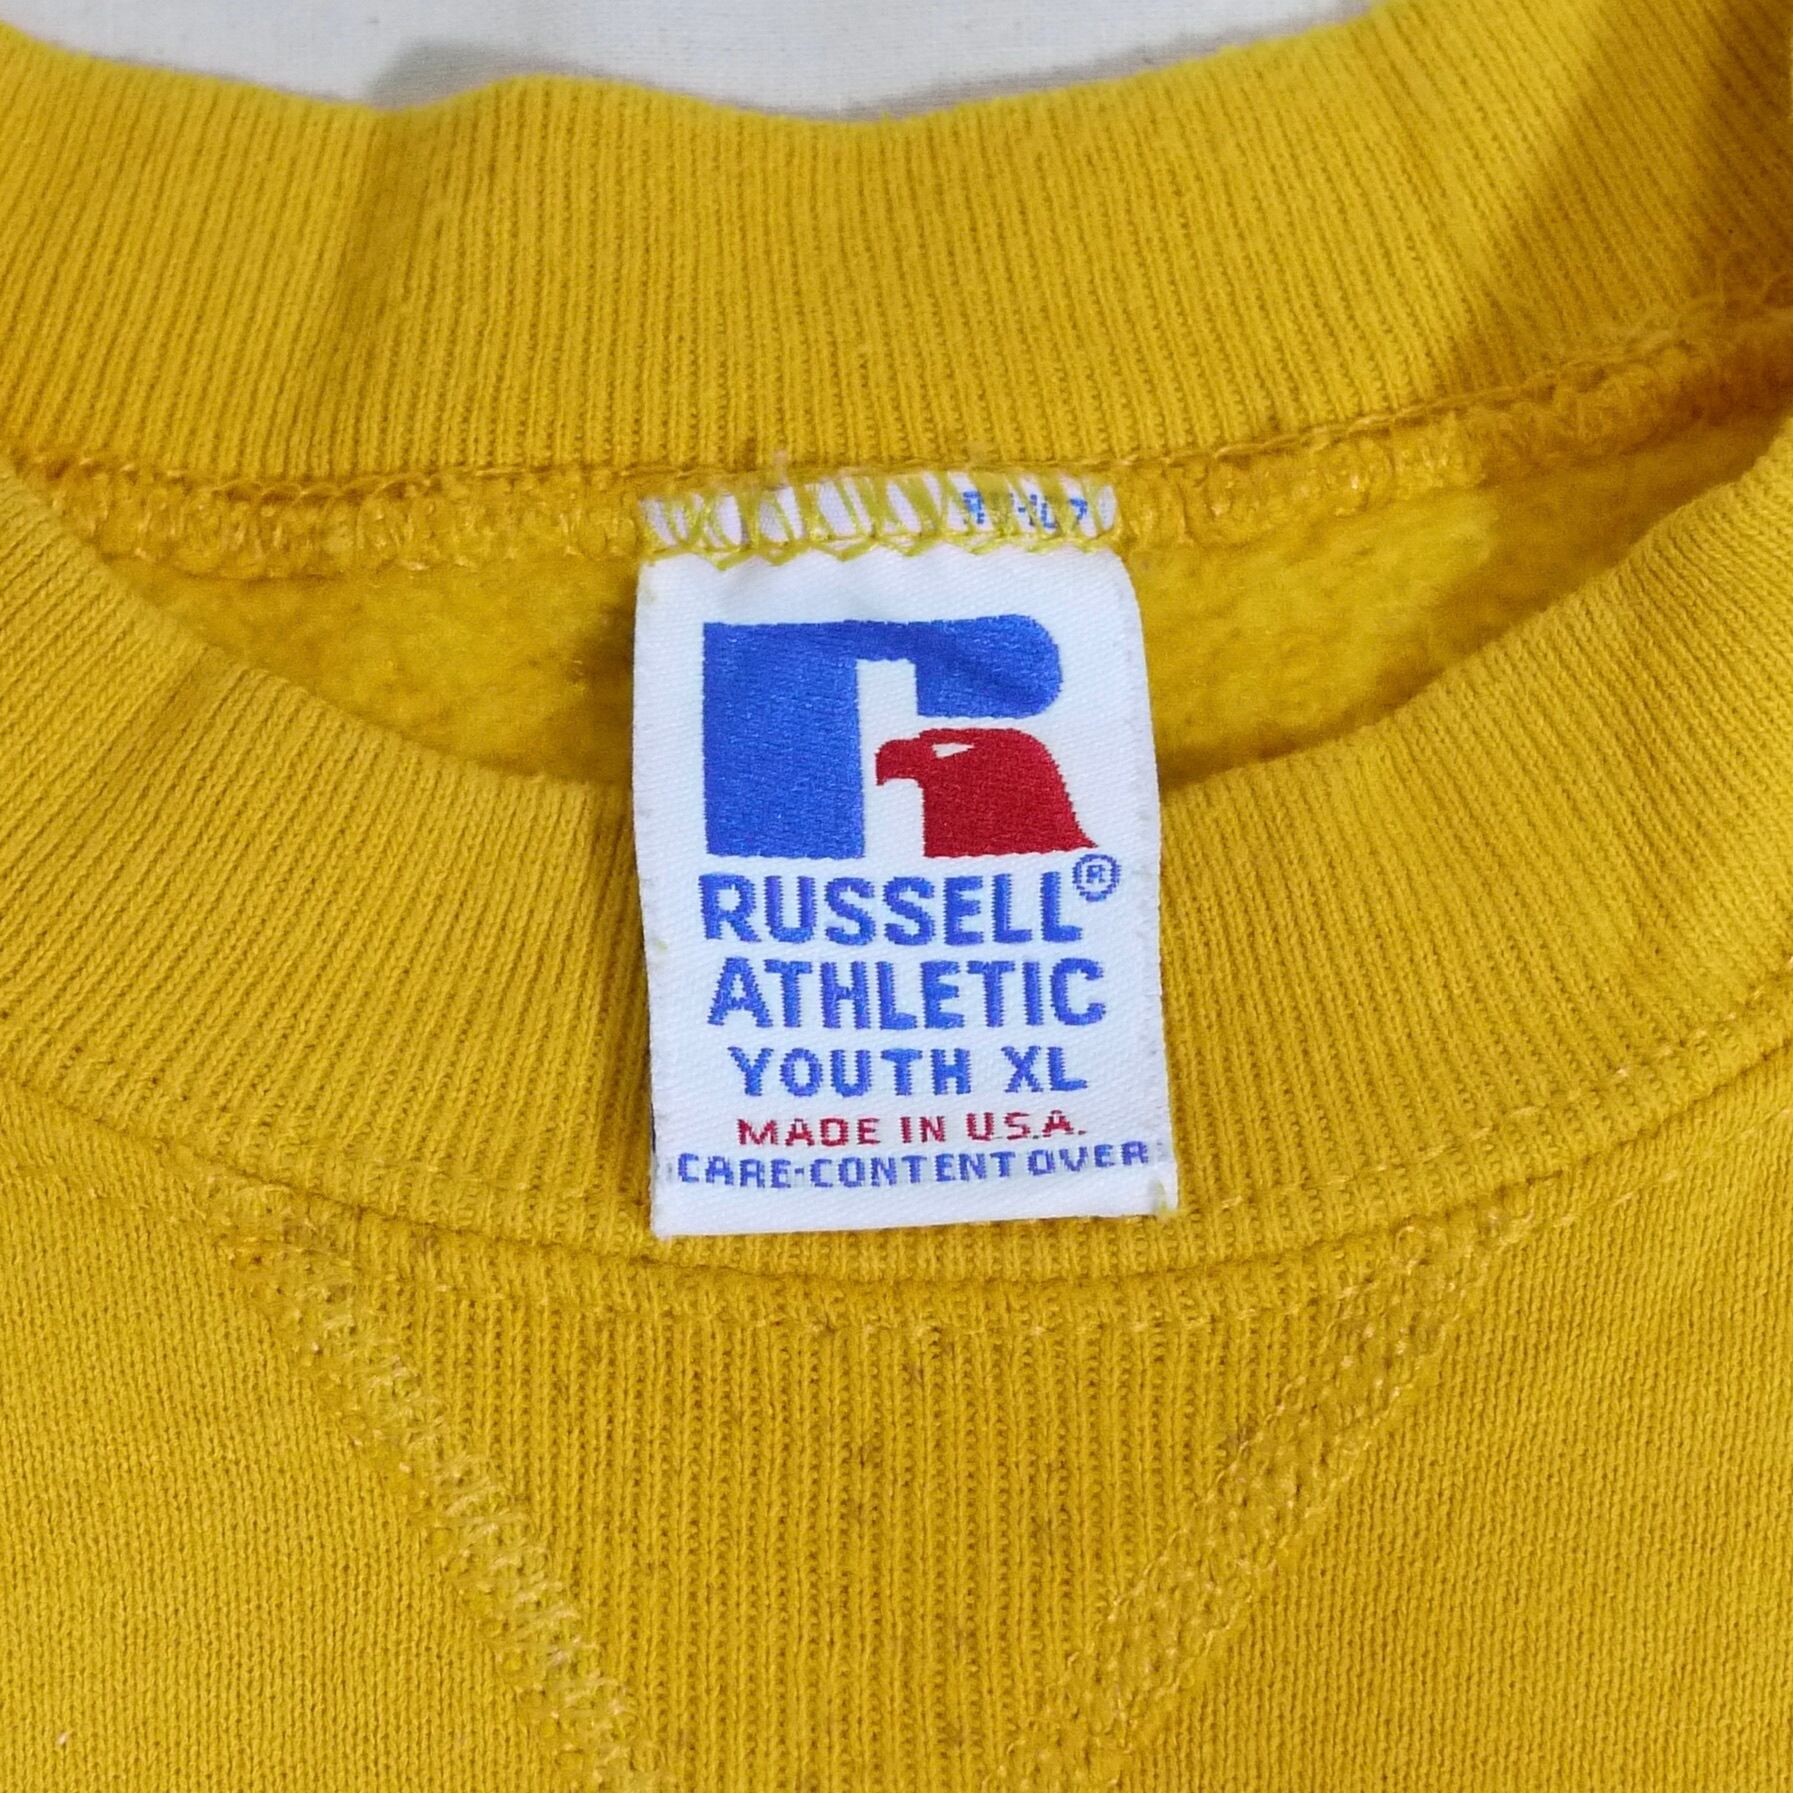 RUSSELL®
ATHLETIC
YOUTH XL
MADE IN U.S.A.
CARE-CONTENT OVER